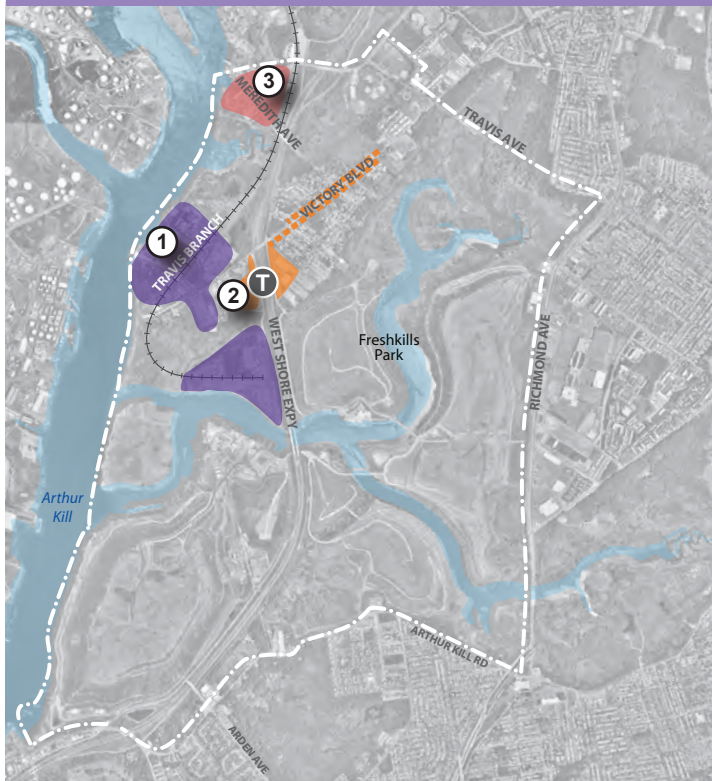 3
MEREDITH AVE
TRAVIS AVE
VICTORY BLVD
1
TRAVIS BRANCH
2
T
WEST SHORE EXPY
Freshkills
Park
RICHMOND AVE
Arthur
Kill
ARTHUR KILL RD
ARDEN AVE